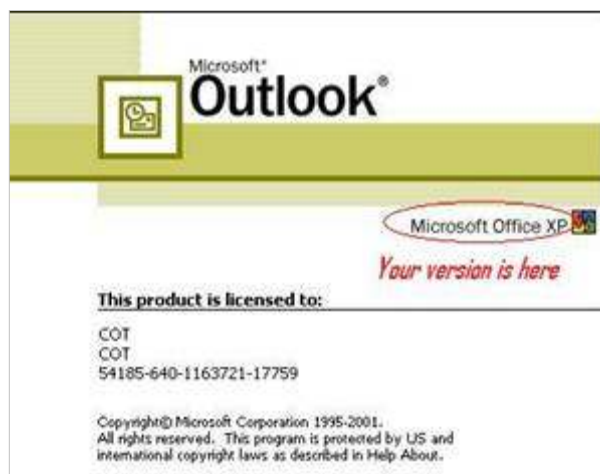 Microsoft®
Outlook®
Microsoft Office XP
Your version is here
This product is licensed to:
COT
COT
54185-640-1163721-17759
Copyright© Microsoft Corporation 1995-2001.
All rights reserved. This program is protected by US and
international copyright laws as described in Help About.